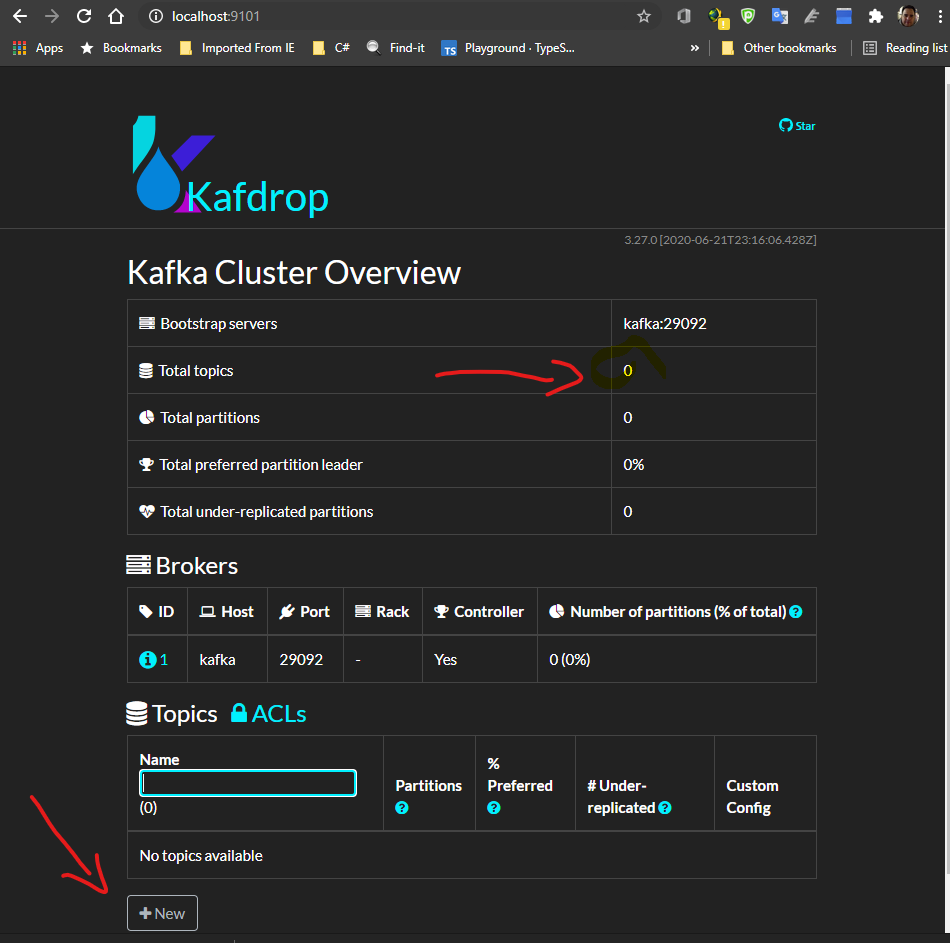 localhost:9101
Apps Bookmarks Imported From IE C# Find-it TS Playground · TypeS... » Other bookmarks Reading list
Star
Kafdrop
3.27.0 [2020-06-21T23:16:06.428Z]
Kafka Cluster Overview
Bootstrap servers kafka:29092
Total topics 0
Total partitions 0
Total preferred partition leader 0%
Total under-replicated partitions 0
Brokers
ID Host Port Rack Controller Number of partitions (% of total)
1 kafka 29092 - Yes 0 (0%)
Topics ACLs
Name
(0)
Partitions
% Preferred
# Under-replicated
Custom Config
No topics available
+ New